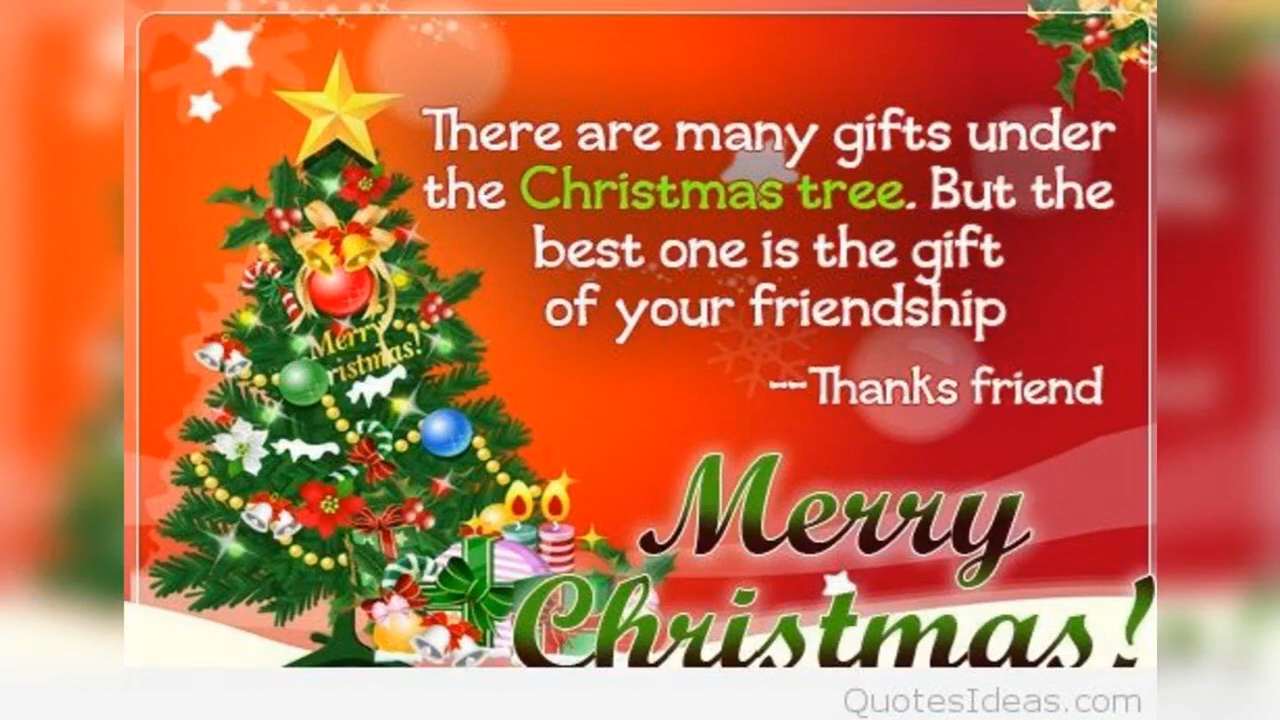 There are many gifts under
the Christmas tree. But the
best one is the gift
of your friendship
--Thanks friend
Merry
Christmas!
Merry
ristmas!
QuotesIdeas.com